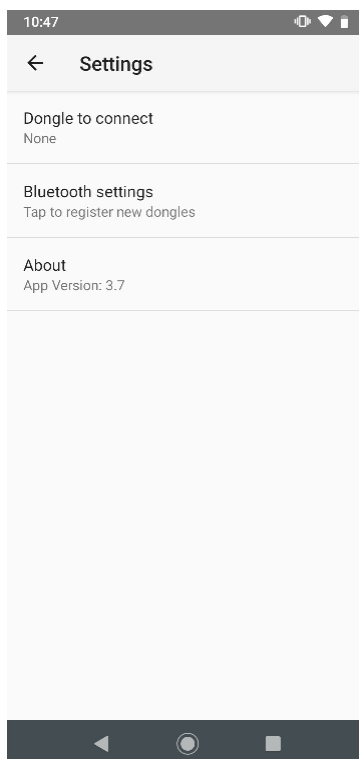 10:47
Settings
Dongle to connect
None
Bluetooth settings
Tap to register new dongles
About
App Version: 3.7